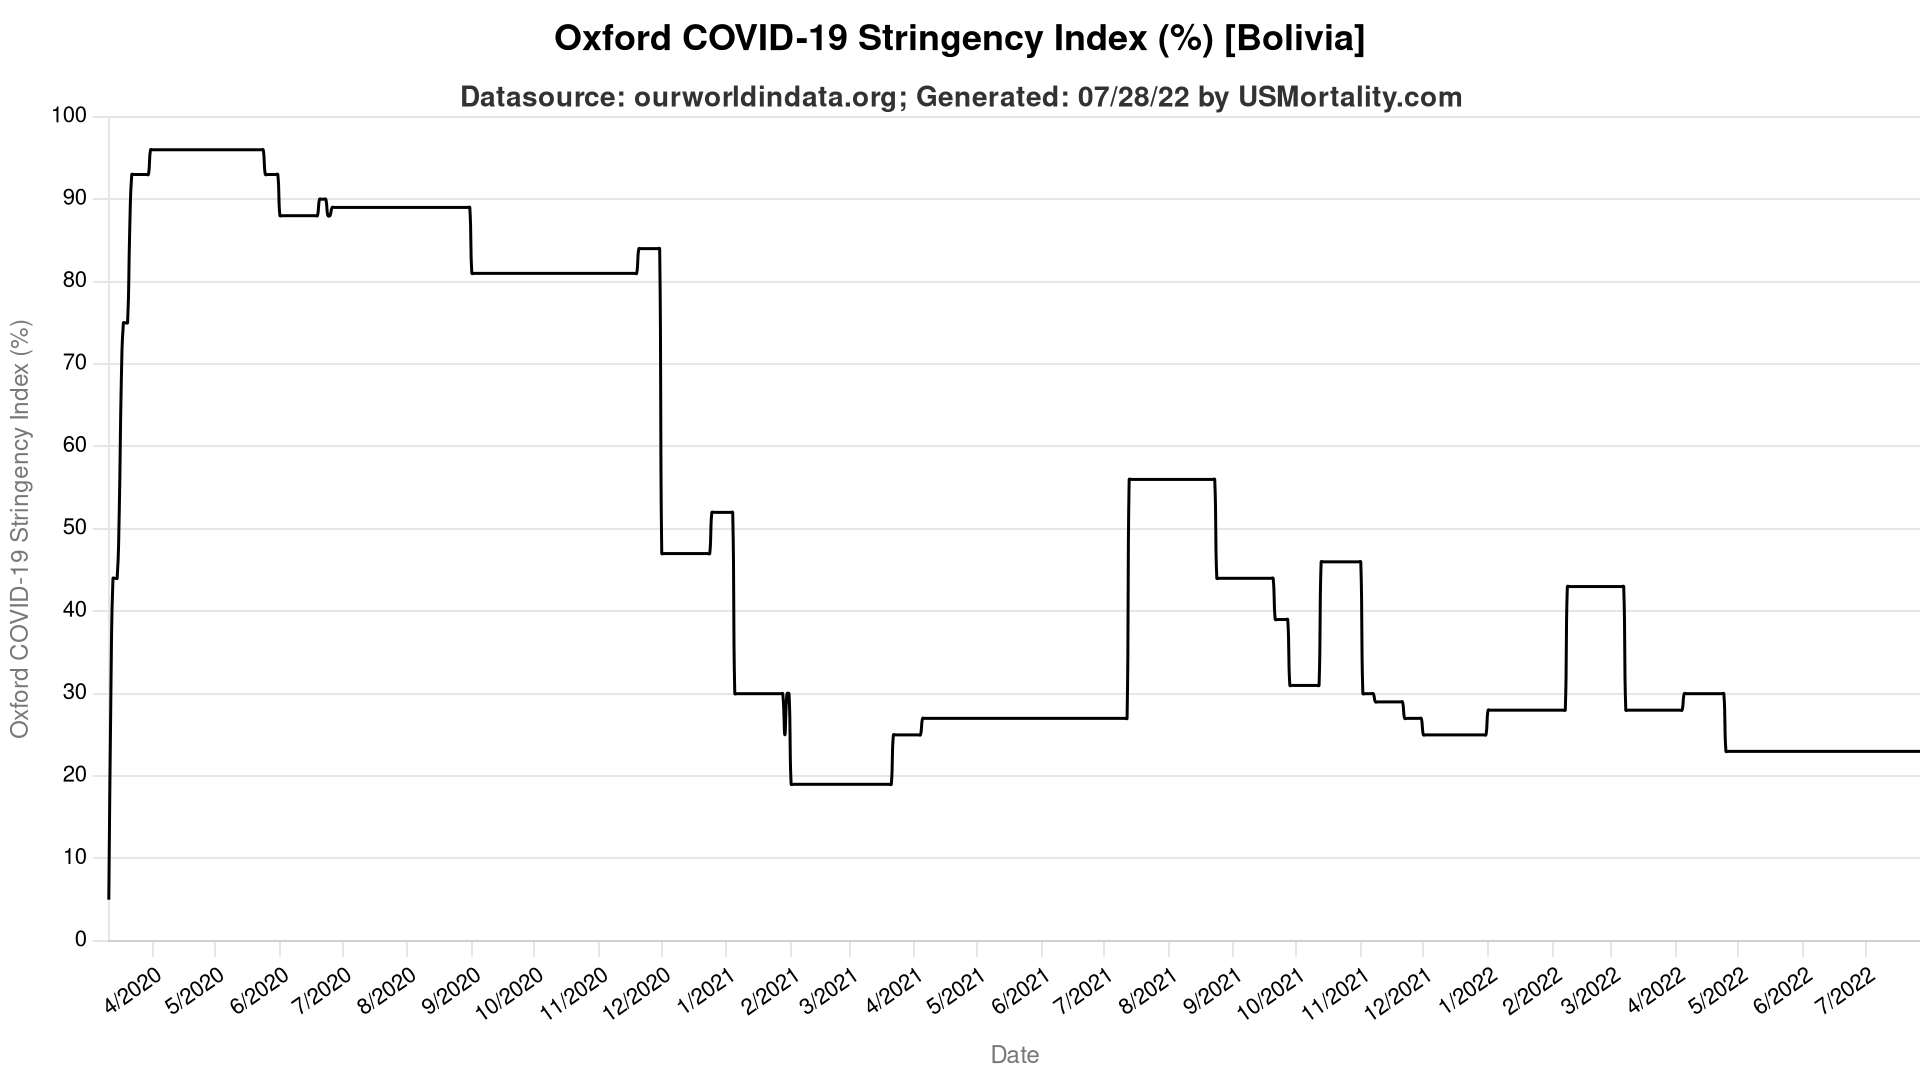 Oxford COVID-19 Stringency Index (%) [Bolivia]
Datasource: ourworldindata.org; Generated: 07/28/22 by USMortality.com
Oxford COVID-19 Stringency Index (%)
100
90
80
70
60
50
40
30
20
10
0
4/2020 5/2020 6/2020 7/2020 8/2020 9/2020 10/2020 11/2020 12/2020 1/2021 2/2021 3/2021 4/2021 5/2021 6/2021 7/2021 8/2021 9/2021 10/2021 11/2021 12/2021 1/2022 2/2022 3/2022 4/2022 5/2022 6/2022 7/2022
Date